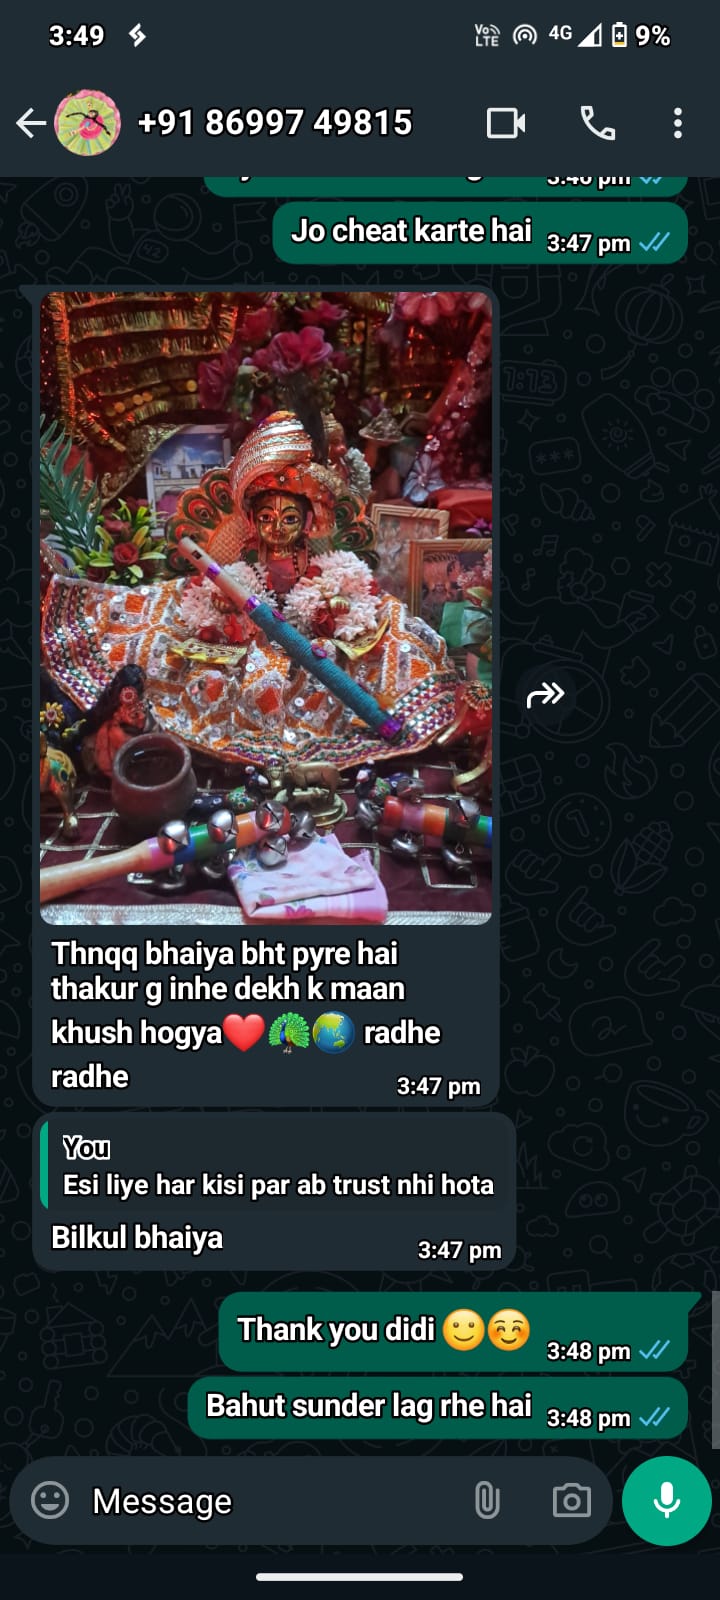 3:49 Vo)) LTE 4G 9%
+91 86997 49815
3:46 pm
Jo cheat karte hai 3:47 pm
Thnqq bhaiya bht pyre hai
thakur g inhe dekh k maan
khush hogya❤️🦚🌏 radhe
radhe 3:47 pm
You
Esi liye har kisi par ab trust nhi hota
Bilkul bhaiya 3:47 pm
Thank you didi 🙂☺️ 3:48 pm
Bahut sunder lag rhe hai 3:48 pm
Message